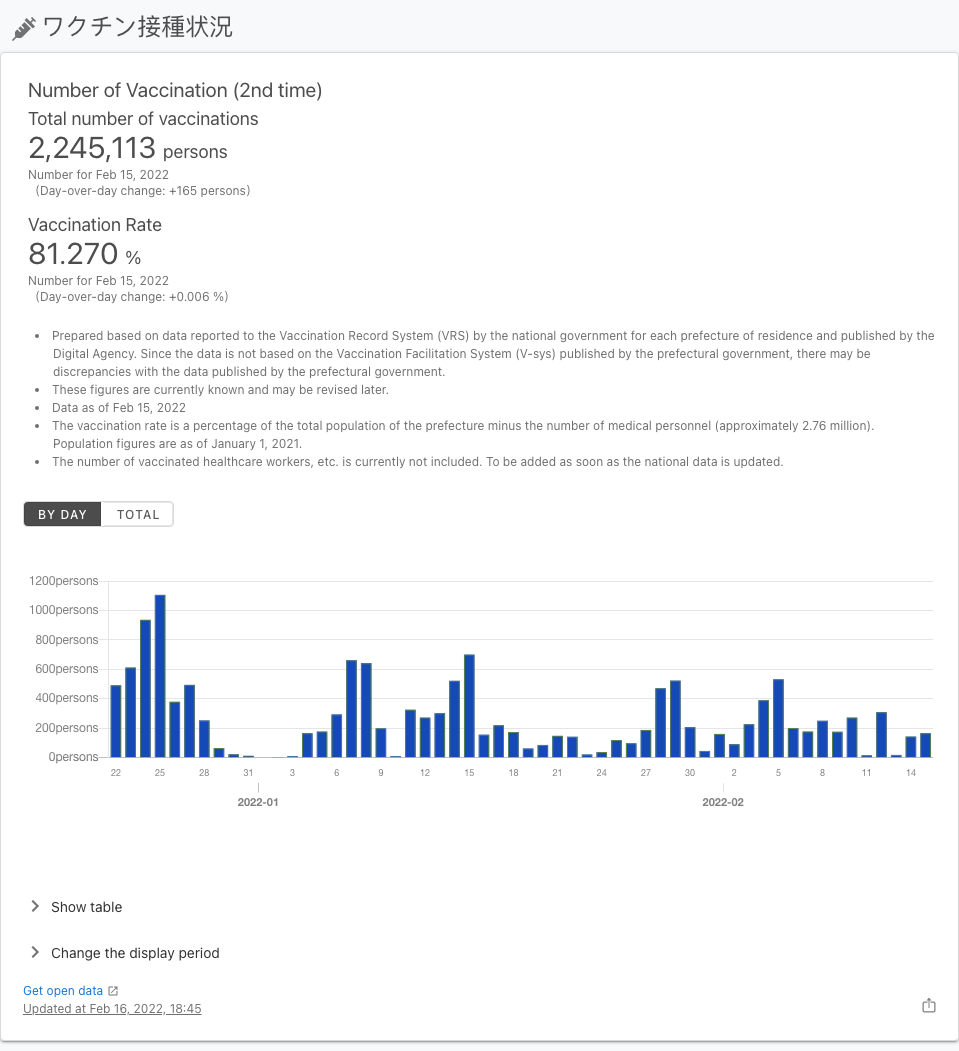 ワクチン接種状況
Number of Vaccination (2nd time)
Total number of vaccinations
2,245,113 persons
Number for Feb 15, 2022
(Day-over-day change: +165 persons)
Vaccination Rate
81.270 %
Number for Feb 15, 2022
(Day-over-day change: +0.006 %)
• Prepared based on data reported to the Vaccination Record System (VRS) by the national government for each prefecture of residence and published by the
Digital Agency. Since the data is not based on the Vaccination Facilitation System (V-sys) published by the prefectural government, there may be
discrepancies with the data published by the prefectural government.
• These figures are currently known and may be revised later.
• Data as of Feb 15, 2022
• The vaccination rate is a percentage of the total population of the prefecture minus the number of medical personnel (approximately 2.76 million).
Population figures are as of January 1, 2021.
• The number of vaccinated healthcare workers, etc. is currently not included. To be added as soon as the national data is updated.
BY DAY TOTAL
1200persons
1000persons
800persons
600persons
400persons
200persons
0persons
22 25 28 31 3 6 9 12 15 18 21 24 27 30 2 5 8 11 14
2022-01 2022-02
Show table
Change the display period
Get open data
Updated at Feb 16, 2022, 18:45